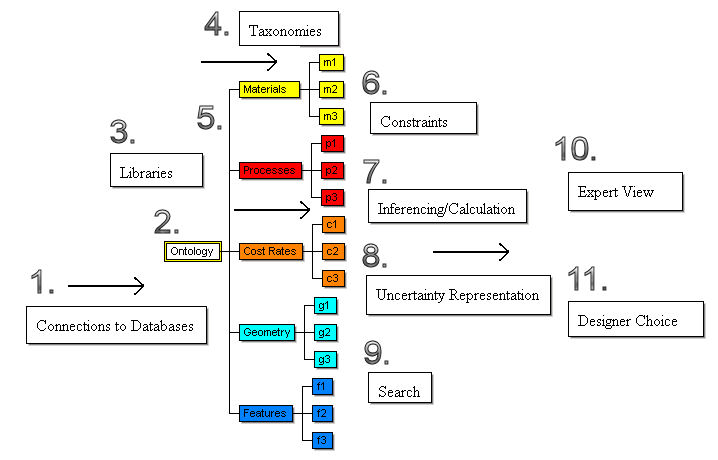 4.
Taxonomies
m1
Materials
m2
m3
6.
Constraints
5.
3.
Libraries
p1
Processes
p2
p3
7.
Inferencing/Calculation
10.
Expert View
2.
Ontology
c1
Cost Rates
c2
c3
8.
Uncertainty Representation
1.
Connections to Databases
11.
Designer Choice
g1
Geometry
g2
g3
9.
Search
f1
Features
f2
f3